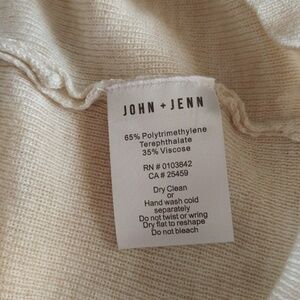 JOHN + JENN
65% Polytrimethylene
Terephthalate
35% Viscose
RN # 0103842
CA # 25459
Dry Clean
or
Hand wash cold
separately
Do not twist or wring
Dry flat to reshape
Do not bleach